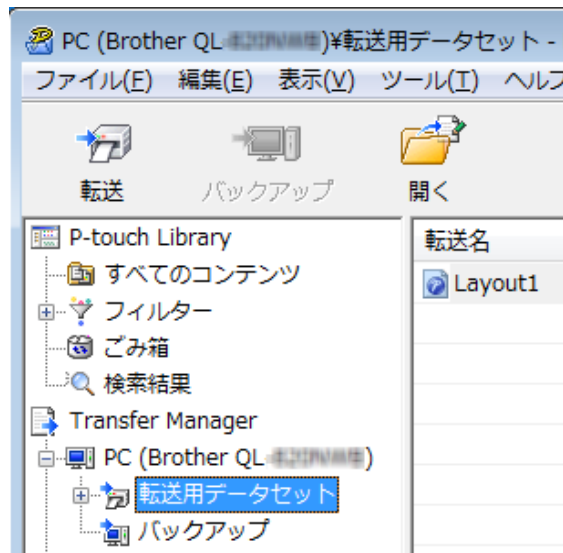 PC (Brother QL-)¥転送用データセット -
ファイル(F) 編集(E) 表示(V) ツール(T) ヘルプ
転送 バックアップ 開く
P-touch Library
すべてのコンテンツ
フィルター
ごみ箱
検索結果
Transfer Manager
PC (Brother QL-)
転送用データセット
バックアップ
転送名
Layout1